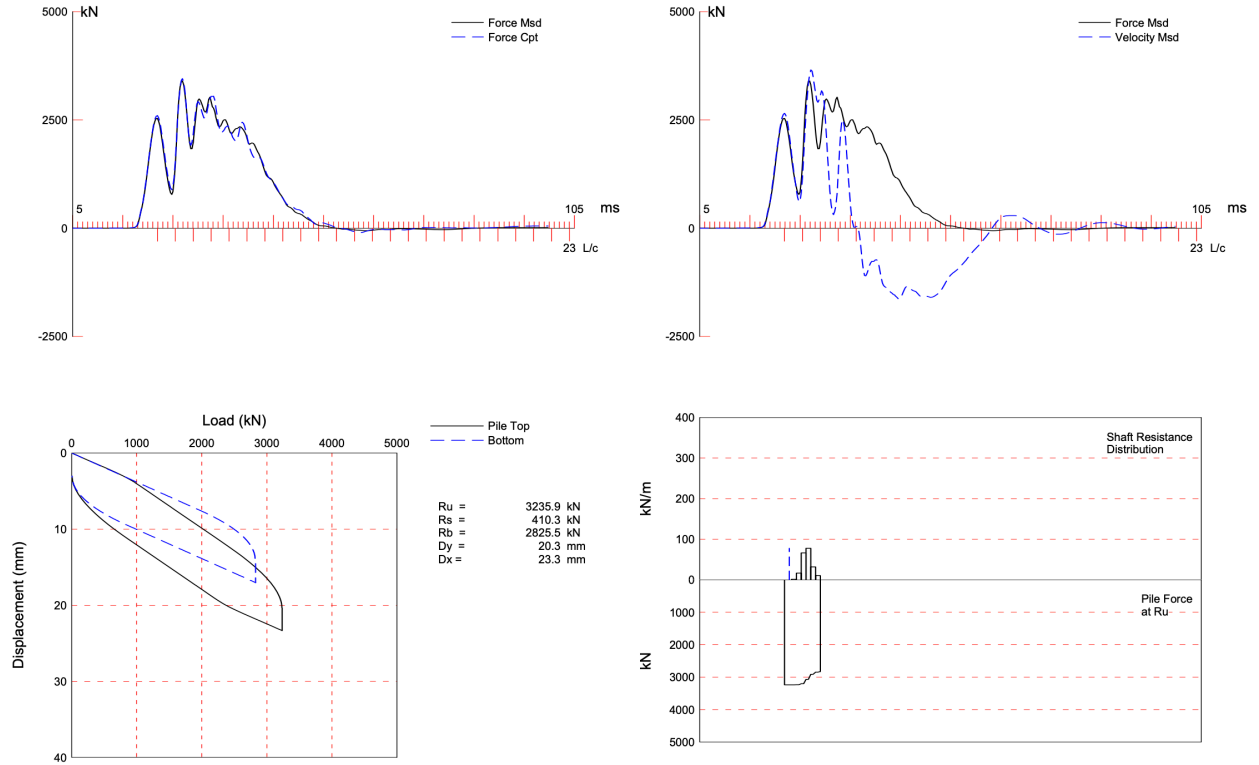 5000
kN
Force Msd
Force Cpt
2500
5
105
ms
0
23
L/c
-2500
5000
kN
Force Msd
Velocity Msd
2500
5
105
ms
0
23
L/c
-2500
Load (kN)
0 1000 2000 3000 4000 5000
Pile Top
Bottom
0
10
20
30
40
Displacement (mm)
Ru = 3235.9 kN
Rs = 410.3 kN
Rb = 2825.5 kN
Dy = 20.3 mm
Dx = 23.3 mm
400
Shaft Resistance
Distribution
300
200
100
0
kN/m
Pile Force
at Ru
1000
2000
3000
4000
5000
kN